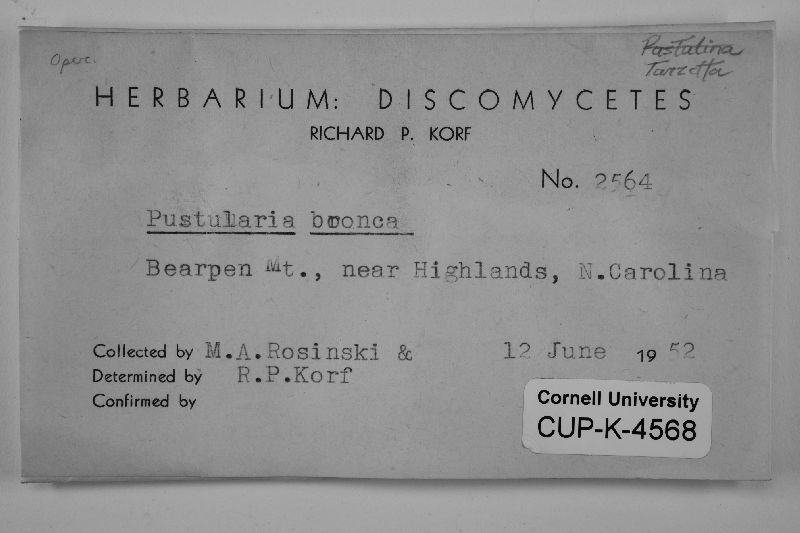 Oper.
Pustulina
Tarzetta
HERBARIUM: DISCOMYCETES
RICHARD P. KORF
No. 2564
Pustularia bronca
Bearpen Mt., near Highlands, N.Carolina
Collected by M.A.Rosinski & 12 June 1952
Determined by R.P.Korf
Confirmed by
Cornell University
CUP-K-4568